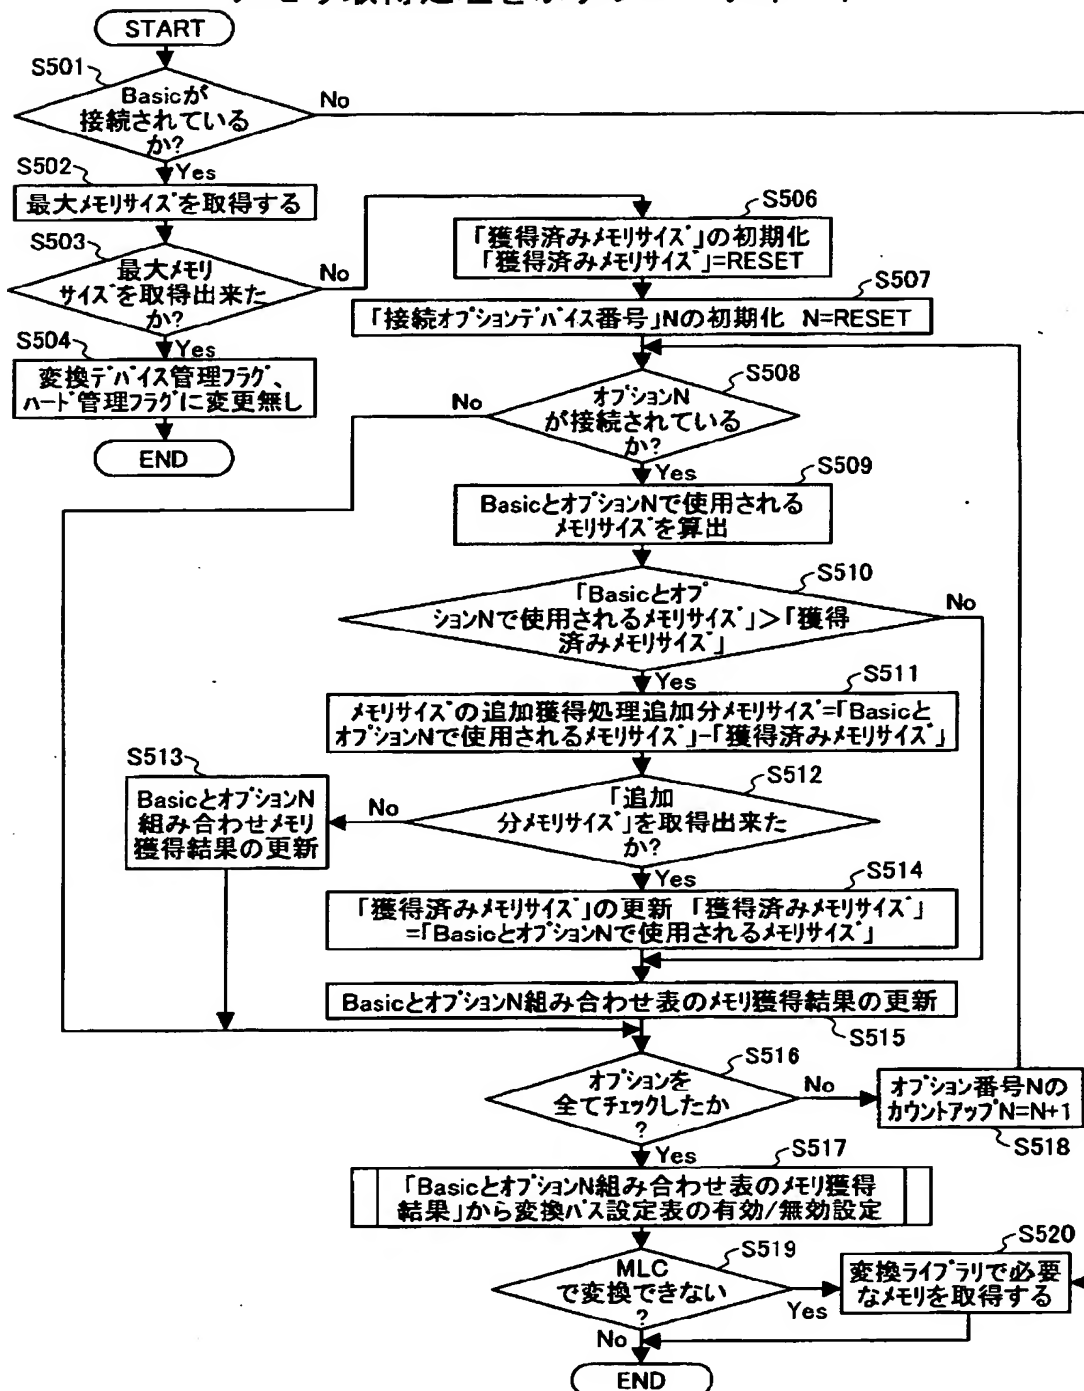 START
S501
Basicが
接続されている
か?
No
Yes
S502
最大メモリサイズを取得する
S503
最大メモリ
サイズを取得出来た
か?
No
Yes
S504
変換デバイス管理フラグ、
ハード管理フラグに変更無し
END
S506
「獲得済みメモリサイズ」の初期化
「獲得済みメモリサイズ」=RESET
S507
「接続オプションデバイス番号」Nの初期化 N=RESET
S508
オプションN
が接続されている
か?
No
Yes
S509
BasicとオプションNで使用される
メモリサイズを算出
S510
「Basicとオプ
ションNで使用されるメモリサイズ」>「獲得
済みメモリサイズ」
No
Yes
S511
メモリサイズの追加獲得処理追加分メモリサイズ=「Basicと
オプションNで使用されるメモリサイズ」-「獲得済みメモリサイズ」
S512
「追加
分メモリサイズ」を取得出来た
か?
No
S513
BasicとオプションN
組み合わせメモリ
獲得結果の更新
Yes
S514
「獲得済みメモリサイズ」の更新 「獲得済みメモリサイズ」
=「BasicとオプションNで使用されるメモリサイズ」
BasicとオプションN組み合わせ表のメモリ獲得結果の更新
S515
S516
オプションを
全てチェックしたか
?
No
オプション番号Nの
カウントアップN=N+1
S518
Yes
S517
「BasicとオプションN組み合わせ表のメモリ獲得
結果」から変換パス設定表の有効/無効設定
S519
MLC
で変換できない
?
Yes
S520
変換ライブラリで必要
なメモリを取得する
No
END